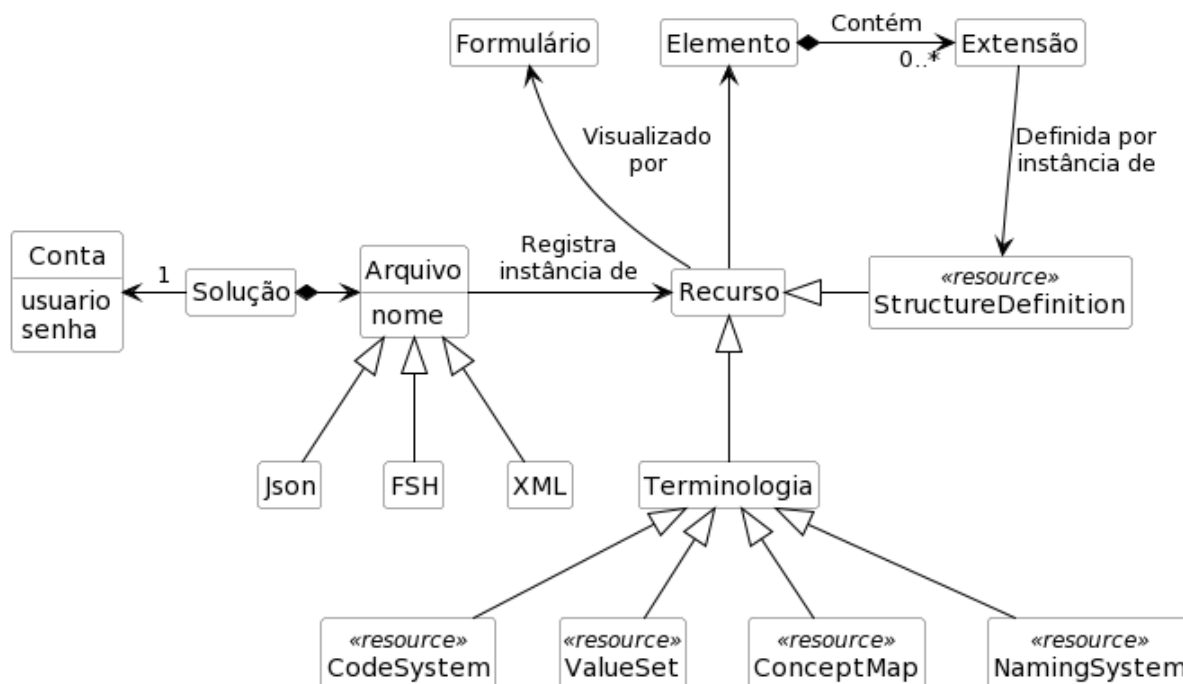 Formulário
Elemento
Contém
0..*
Extensão
Visualizado
por
Definida por
instância de
Conta
usuario
senha
1
Solução
Arquivo
nome
Registra
instância de
Recurso
«resource»
StructureDefinition
Json
FSH
XML
Terminologia
«resource»
CodeSystem
«resource»
ValueSet
«resource»
ConceptMap
«resource»
NamingSystem